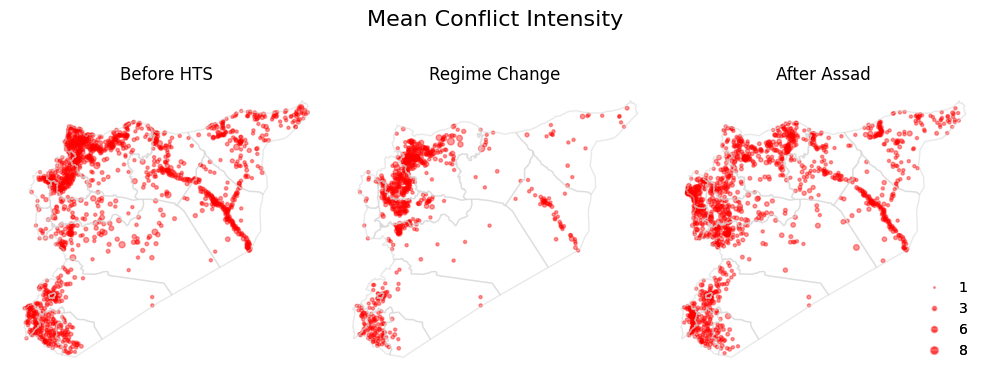 Mean Conflict Intensity
Before HTS
Regime Change
After Assad
1
3
6
8